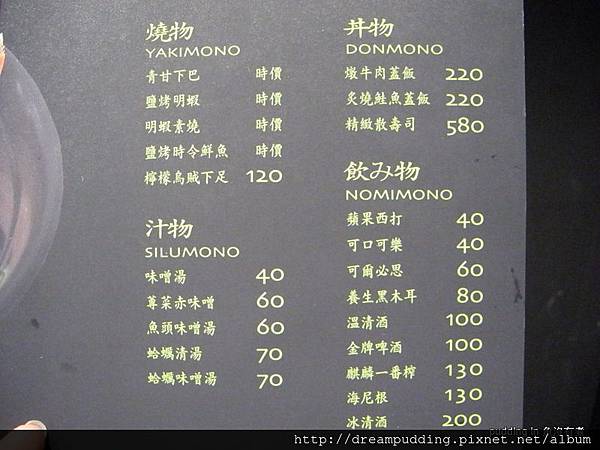 燒物
YAKIMONO
青甘下巴 時價
鹽烤明蝦 時價
明蝦素燒 時價
鹽烤時令鮮魚 時價
檸檬烏賊下足 120
汁物
SILUMONO
味噌湯 40
蓴菜赤味噌 60
魚頭味噌湯 60
蛤蠣清湯 70
蛤蠣味噌湯 70
丼物
DONMONO
燉牛肉蓋飯 220
炙燒鮭魚蓋飯 220
精緻散壽司 580
飲み物
NOMIMONO
蘋果西打 40
可口可樂 40
可爾必思 60
養生黑木耳 80
溫清酒 100
金牌啤酒 100
麒麟一番榨 130
海尼根 130
冰清酒 200
pudding in
http://dreampudding.pixnet.net/album